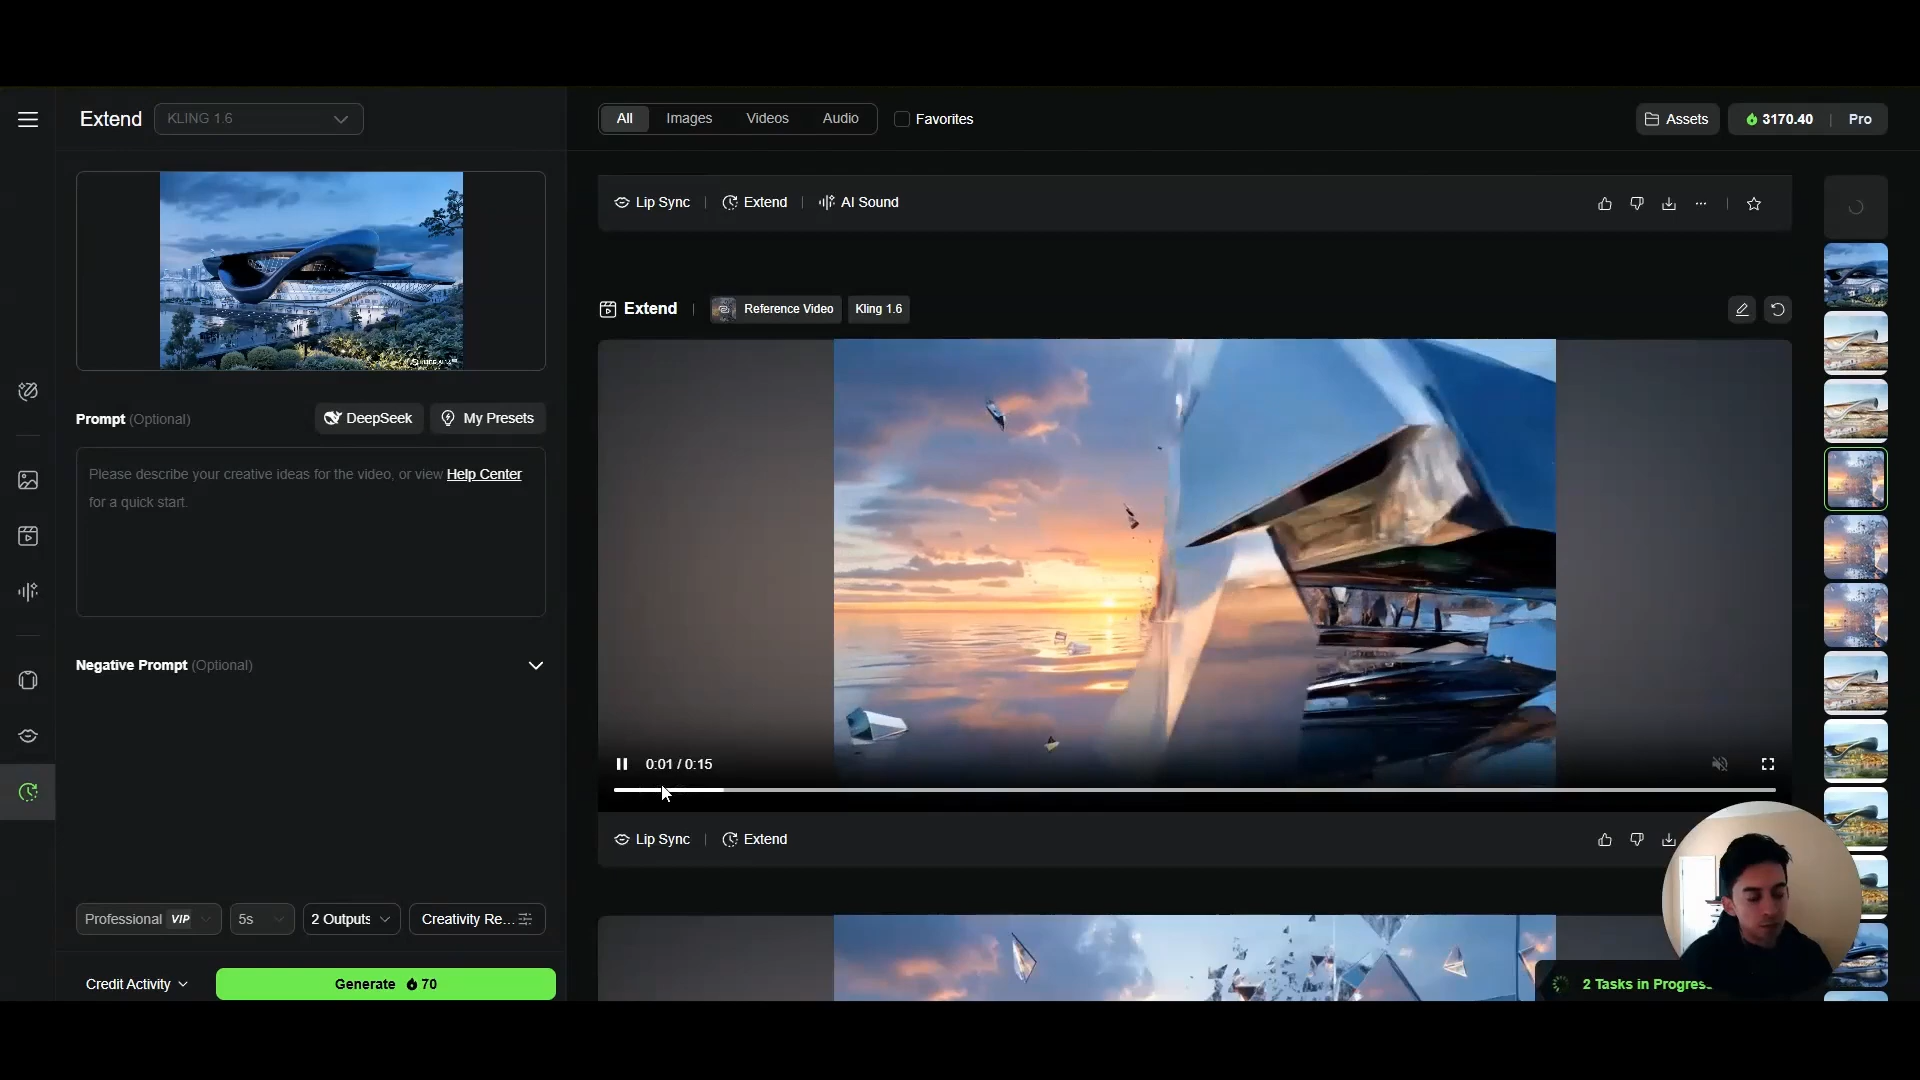 Extend
KLING 1.6
All
Images
Videos
Audio
Favorites
Assets
3170.40 | Pro
Lip Sync
Extend
AI Sound
Extend
Reference Video
Kling 1.6
Prompt (Optional)
DeepSeek
My Presets
Please describe your creative ideas for the video, or view Help Center
for a quick start.
Negative Prompt (Optional)
0:01 / 0:15
Lip Sync
Extend
Professional VIP
5s
2 Outputs
Creativity Re...
Credit Activity
Generate 70
2 Tasks in Progres